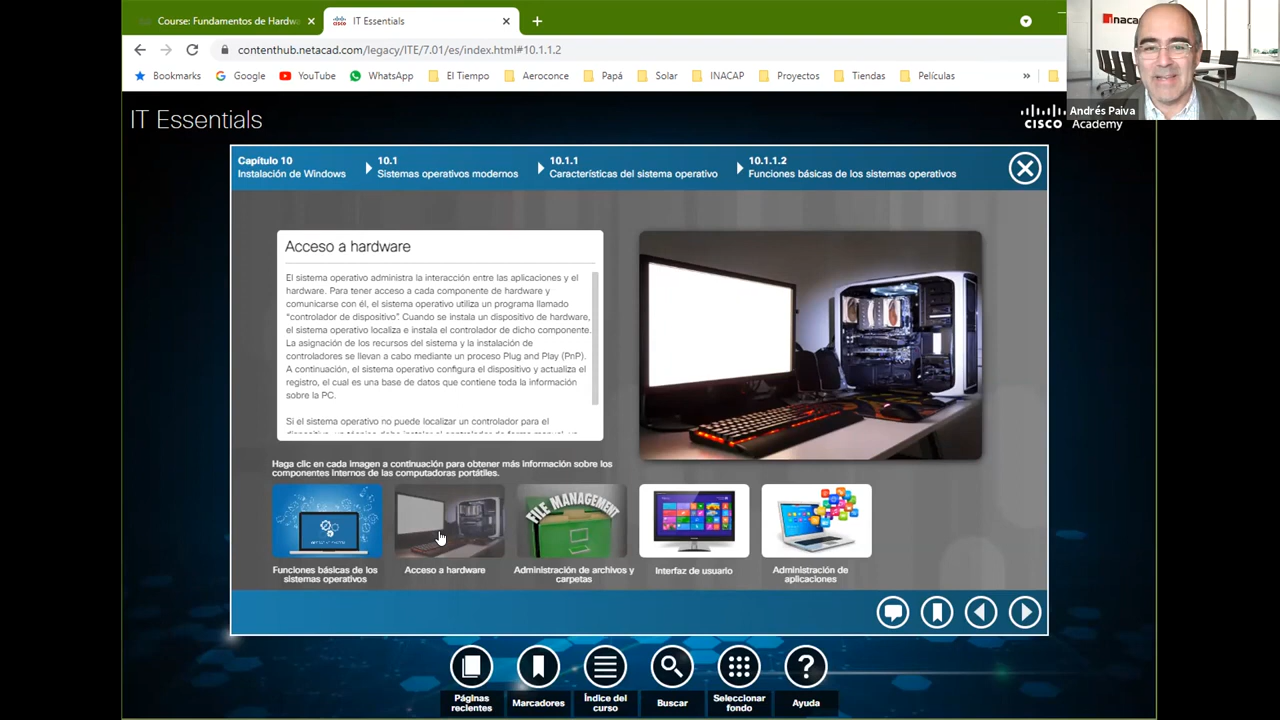 Course: Fundamentos de Hardw
IT Essentials
contenthub.netacad.com/legacy/ITE/7.01/es/index.html#10.1.1.2
Bookmarks
Google
YouTube
WhatsApp
El Tiempo
Aeroconce
Papá
Solar
INACAP
Proyectos
Tiendas
Películas
»
inaca
Andrés Paiva
IT Essentials
CISCO Academy
Capítulo 10
Instalación de Windows
10.1
Sistemas operativos modernos
10.1.1
Características del sistema operativo
10.1.1.2
Funciones básicas de los sistemas operativos
Acceso a hardware
El sistema operativo administra la interacción entre las aplicaciones y el
hardware. Para tener acceso a cada componente de hardware y
comunicarse con él, el sistema operativo utiliza un programa llamado
“controlador de dispositivo”. Cuando se instala un dispositivo de hardware,
el sistema operativo localiza e instala el controlador de dicho componente.
La asignación de los recursos del sistema y la instalación de
controladores se llevan a cabo mediante un proceso Plug and Play (PnP).
A continuación, el sistema operativo configura el dispositivo y actualiza el
registro, el cual es una base de datos que contiene toda la información
sobre la PC.
Si el sistema operativo no puede localizar un controlador para el
Haga clic en cada imagen a continuación para obtener más información sobre los
componentes internos de las computadoras portátiles.
FILE MANAGEMENT
Funciones básicas de los
sistemas operativos
Acceso a hardware
Administración de archivos y
carpetas
Interfaz de usuario
Administración de
aplicaciones
Páginas
recientes
Marcadores
Índice del
curso
Buscar
Seleccionar
fondo
?
Ayuda